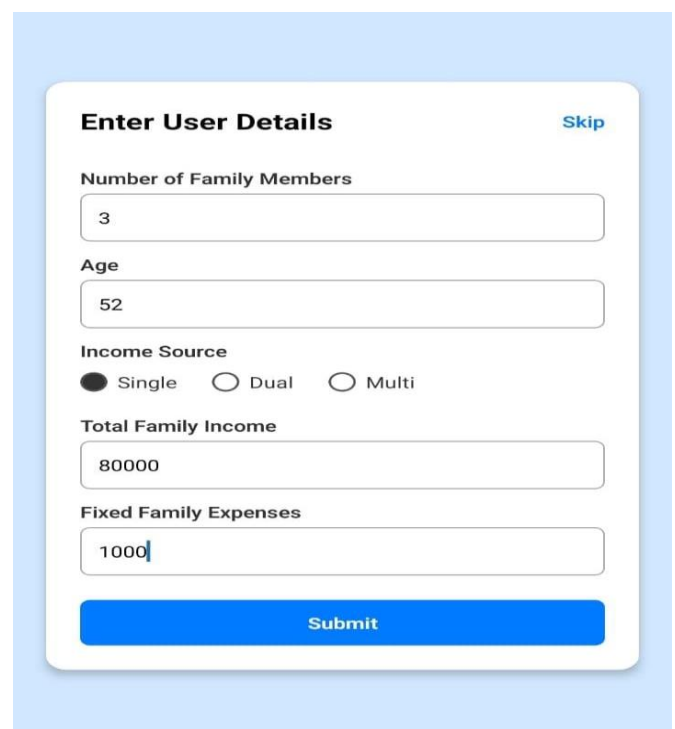 Enter User Details Skip
Number of Family Members
3
Age
52
Income Source
Single Dual Multi
Total Family Income
80000
Fixed Family Expenses
1000
Submit